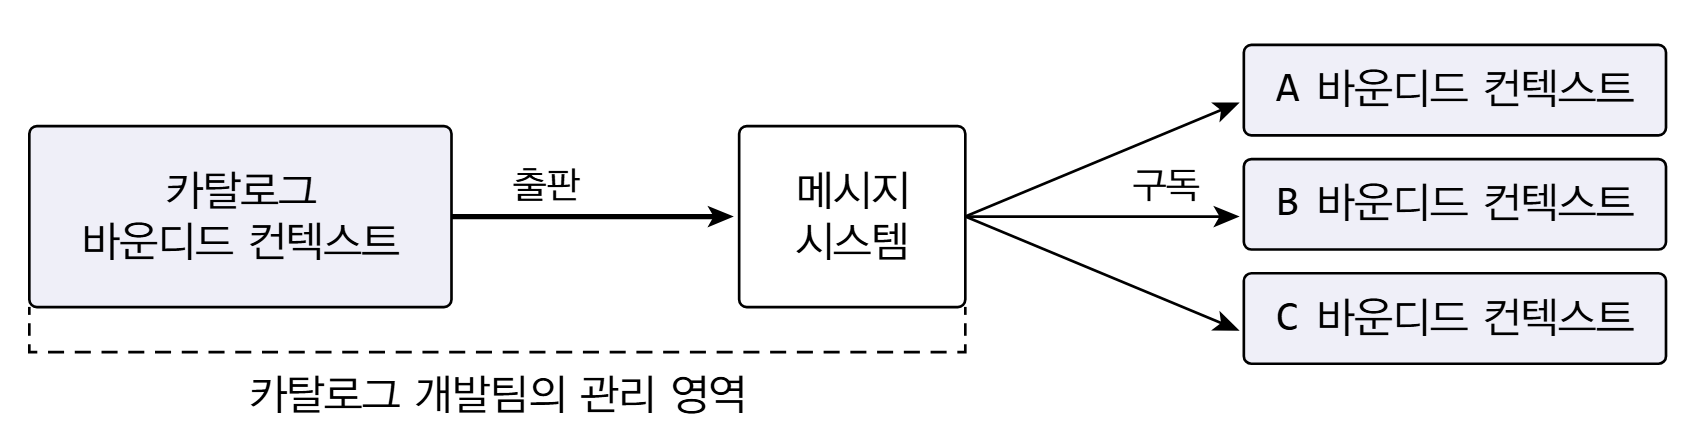 카탈로그
바운디드 컨텍스트
출판
메시지
시스템
구독
A 바운디드 컨텍스트
B 바운디드 컨텍스트
C 바운디드 컨텍스트
카탈로그 개발팀의 관리 영역